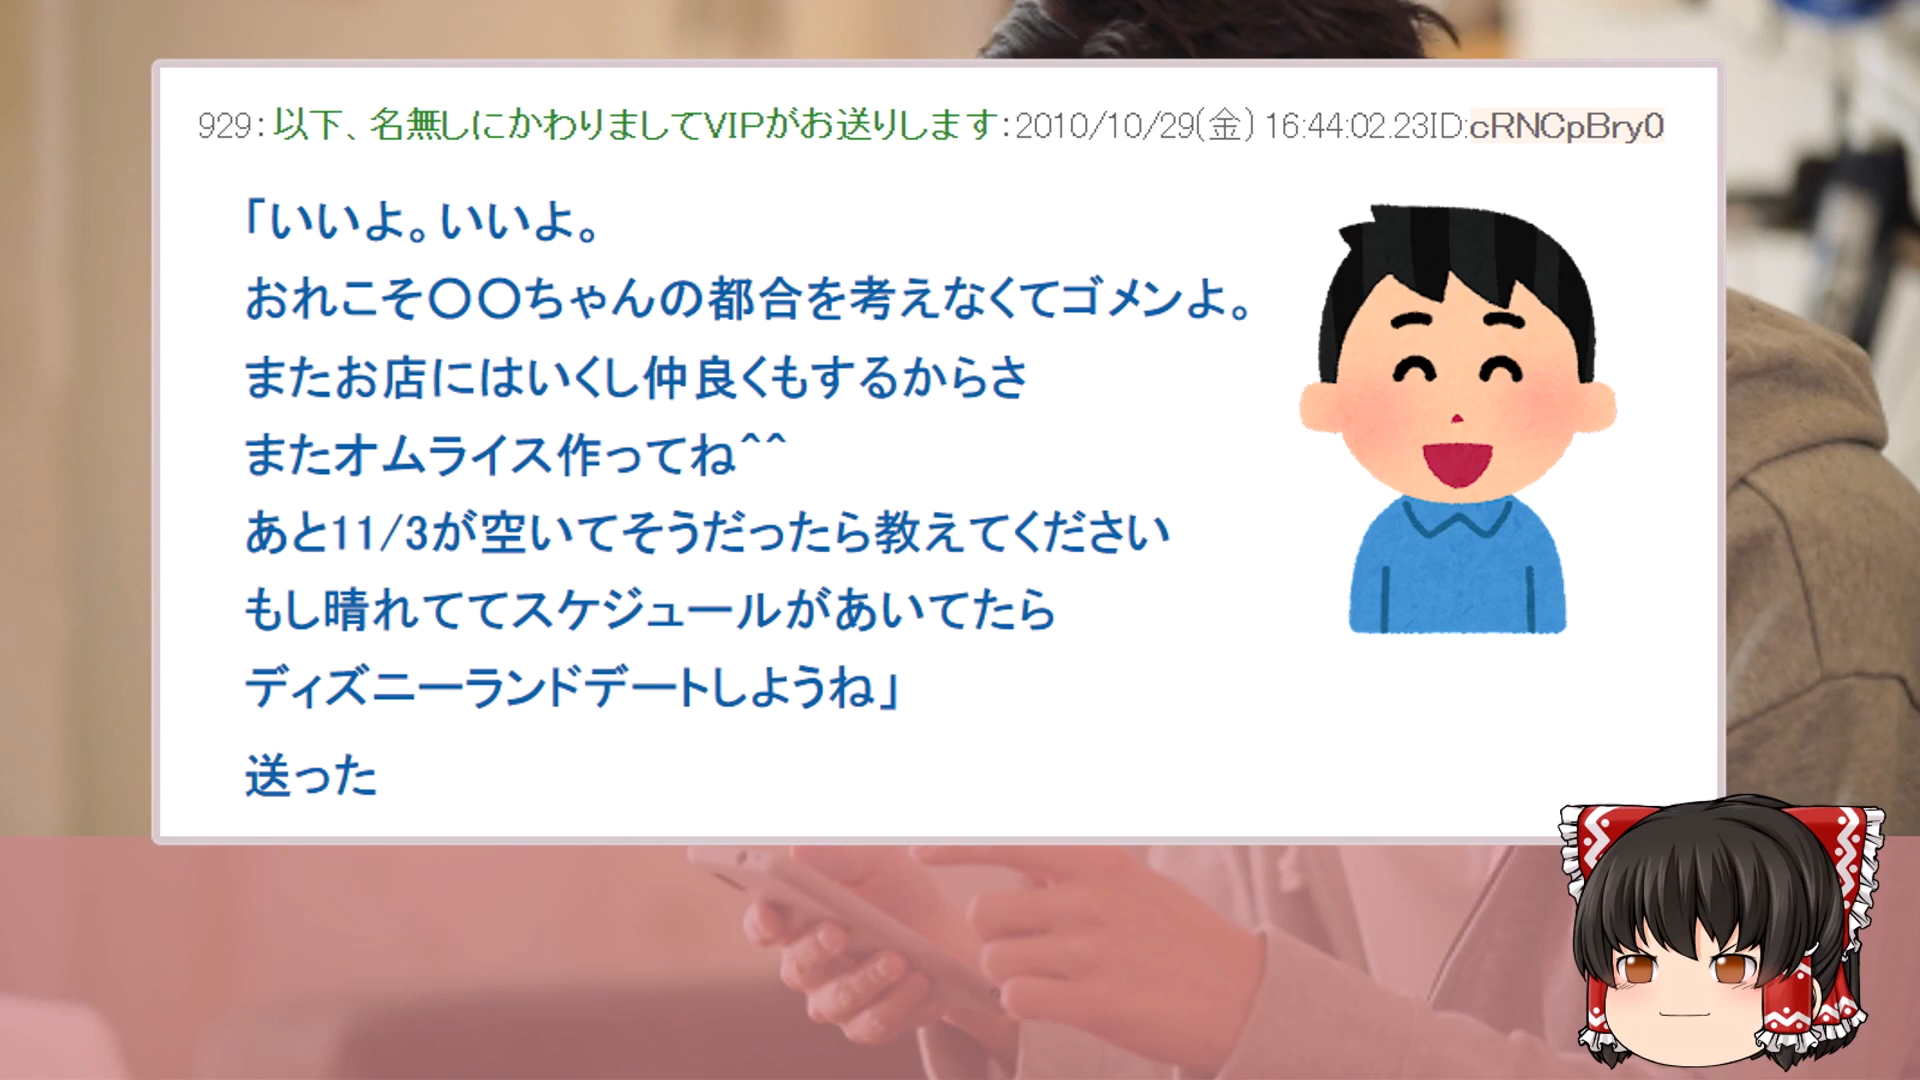 929：以下、名無しにかわりましてVIPがお送りします：2010/10/29(金) 16:44:02.23ID:cRNCpBry0
「いいよ。いいよ。
おれこそ〇〇ちゃんの都合を考えなくてゴメンよ。
またお店にはいくし仲良くもするからさ
またオムライス作ってね^^
あと11/3が空いてそうだったら教えてください
もし晴れててスケジュールがあいてたら
ディズニーランドデートしようね」
送った